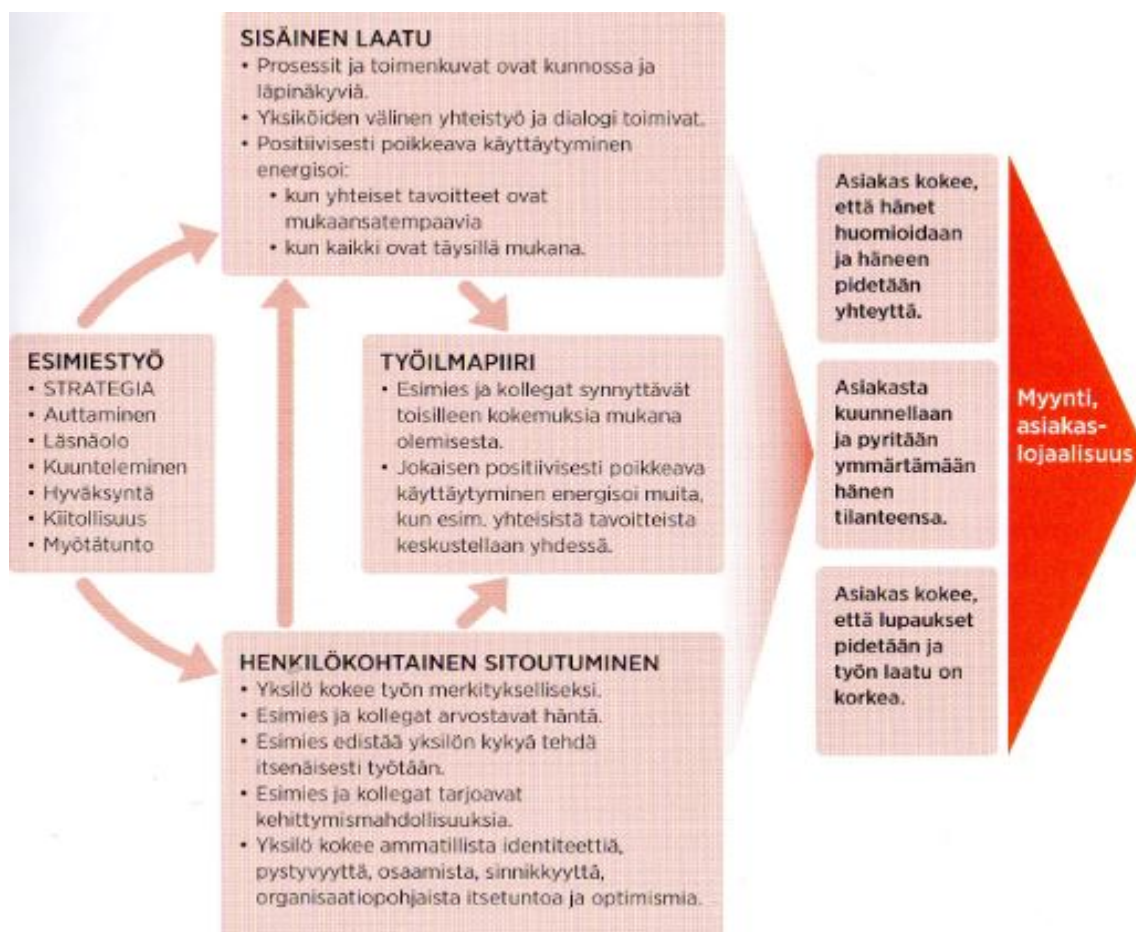 SISÄINEN LAATU
• Prosessit ja toimenkuvat ovat kunnossa ja
läpinäkyviä.
• Yksiköiden välinen yhteistyö ja dialogi toimivat.
• Positiivisesti poikkeava käyttäytyminen
energisoi:
• kun yhteiset tavoitteet ovat
mukaansatempaavia
• kun kaikki ovat täysillä mukana.
ESIMIESTYÖ
• STRATEGIA
• Auttaminen
• Läsnäolo
• Kuunteleminen
• Hyväksyntä
• Kiitollisuus
• Myötätunto
TYÖILMAPIIRI
• Esimies ja kollegat synnyttävät
toisilleen kokemuksia mukana
olemisesta.
• Jokaisen positiivisesti poikkeava
käyttäytyminen energisoi muita,
kun esim. yhteisistä tavoitteista
keskustellaan yhdessä.
HENKILÖKOHTAINEN SITOUTUMINEN
• Yksilö kokee työn merkitykselliseksi.
• Esimies ja kollegat arvostavat häntä.
• Esimies edistää yksilön kykyä tehdä
itsenäisesti työtään.
• Esimies ja kollegat tarjoavat
kehittymismahdollisuuksia.
• Yksilö kokee ammatillista identiteettiä,
pystyvyyttä, osaamista, sinnikkyyttä,
organisaatiopohjaista itsetuntoa ja optimismia.
Asiakas kokee,
että hänet
huomioidaan
ja häneen
pidetään
yhteyttä.
Asiakasta
kuunnellaan
ja pyritään
ymmärtämään
hänen
tilanteensa.
Asiakas kokee,
että lupaukset
pidetään ja
työn laatu on
korkea.
Myynti,
asiakas-
lojaalisuus